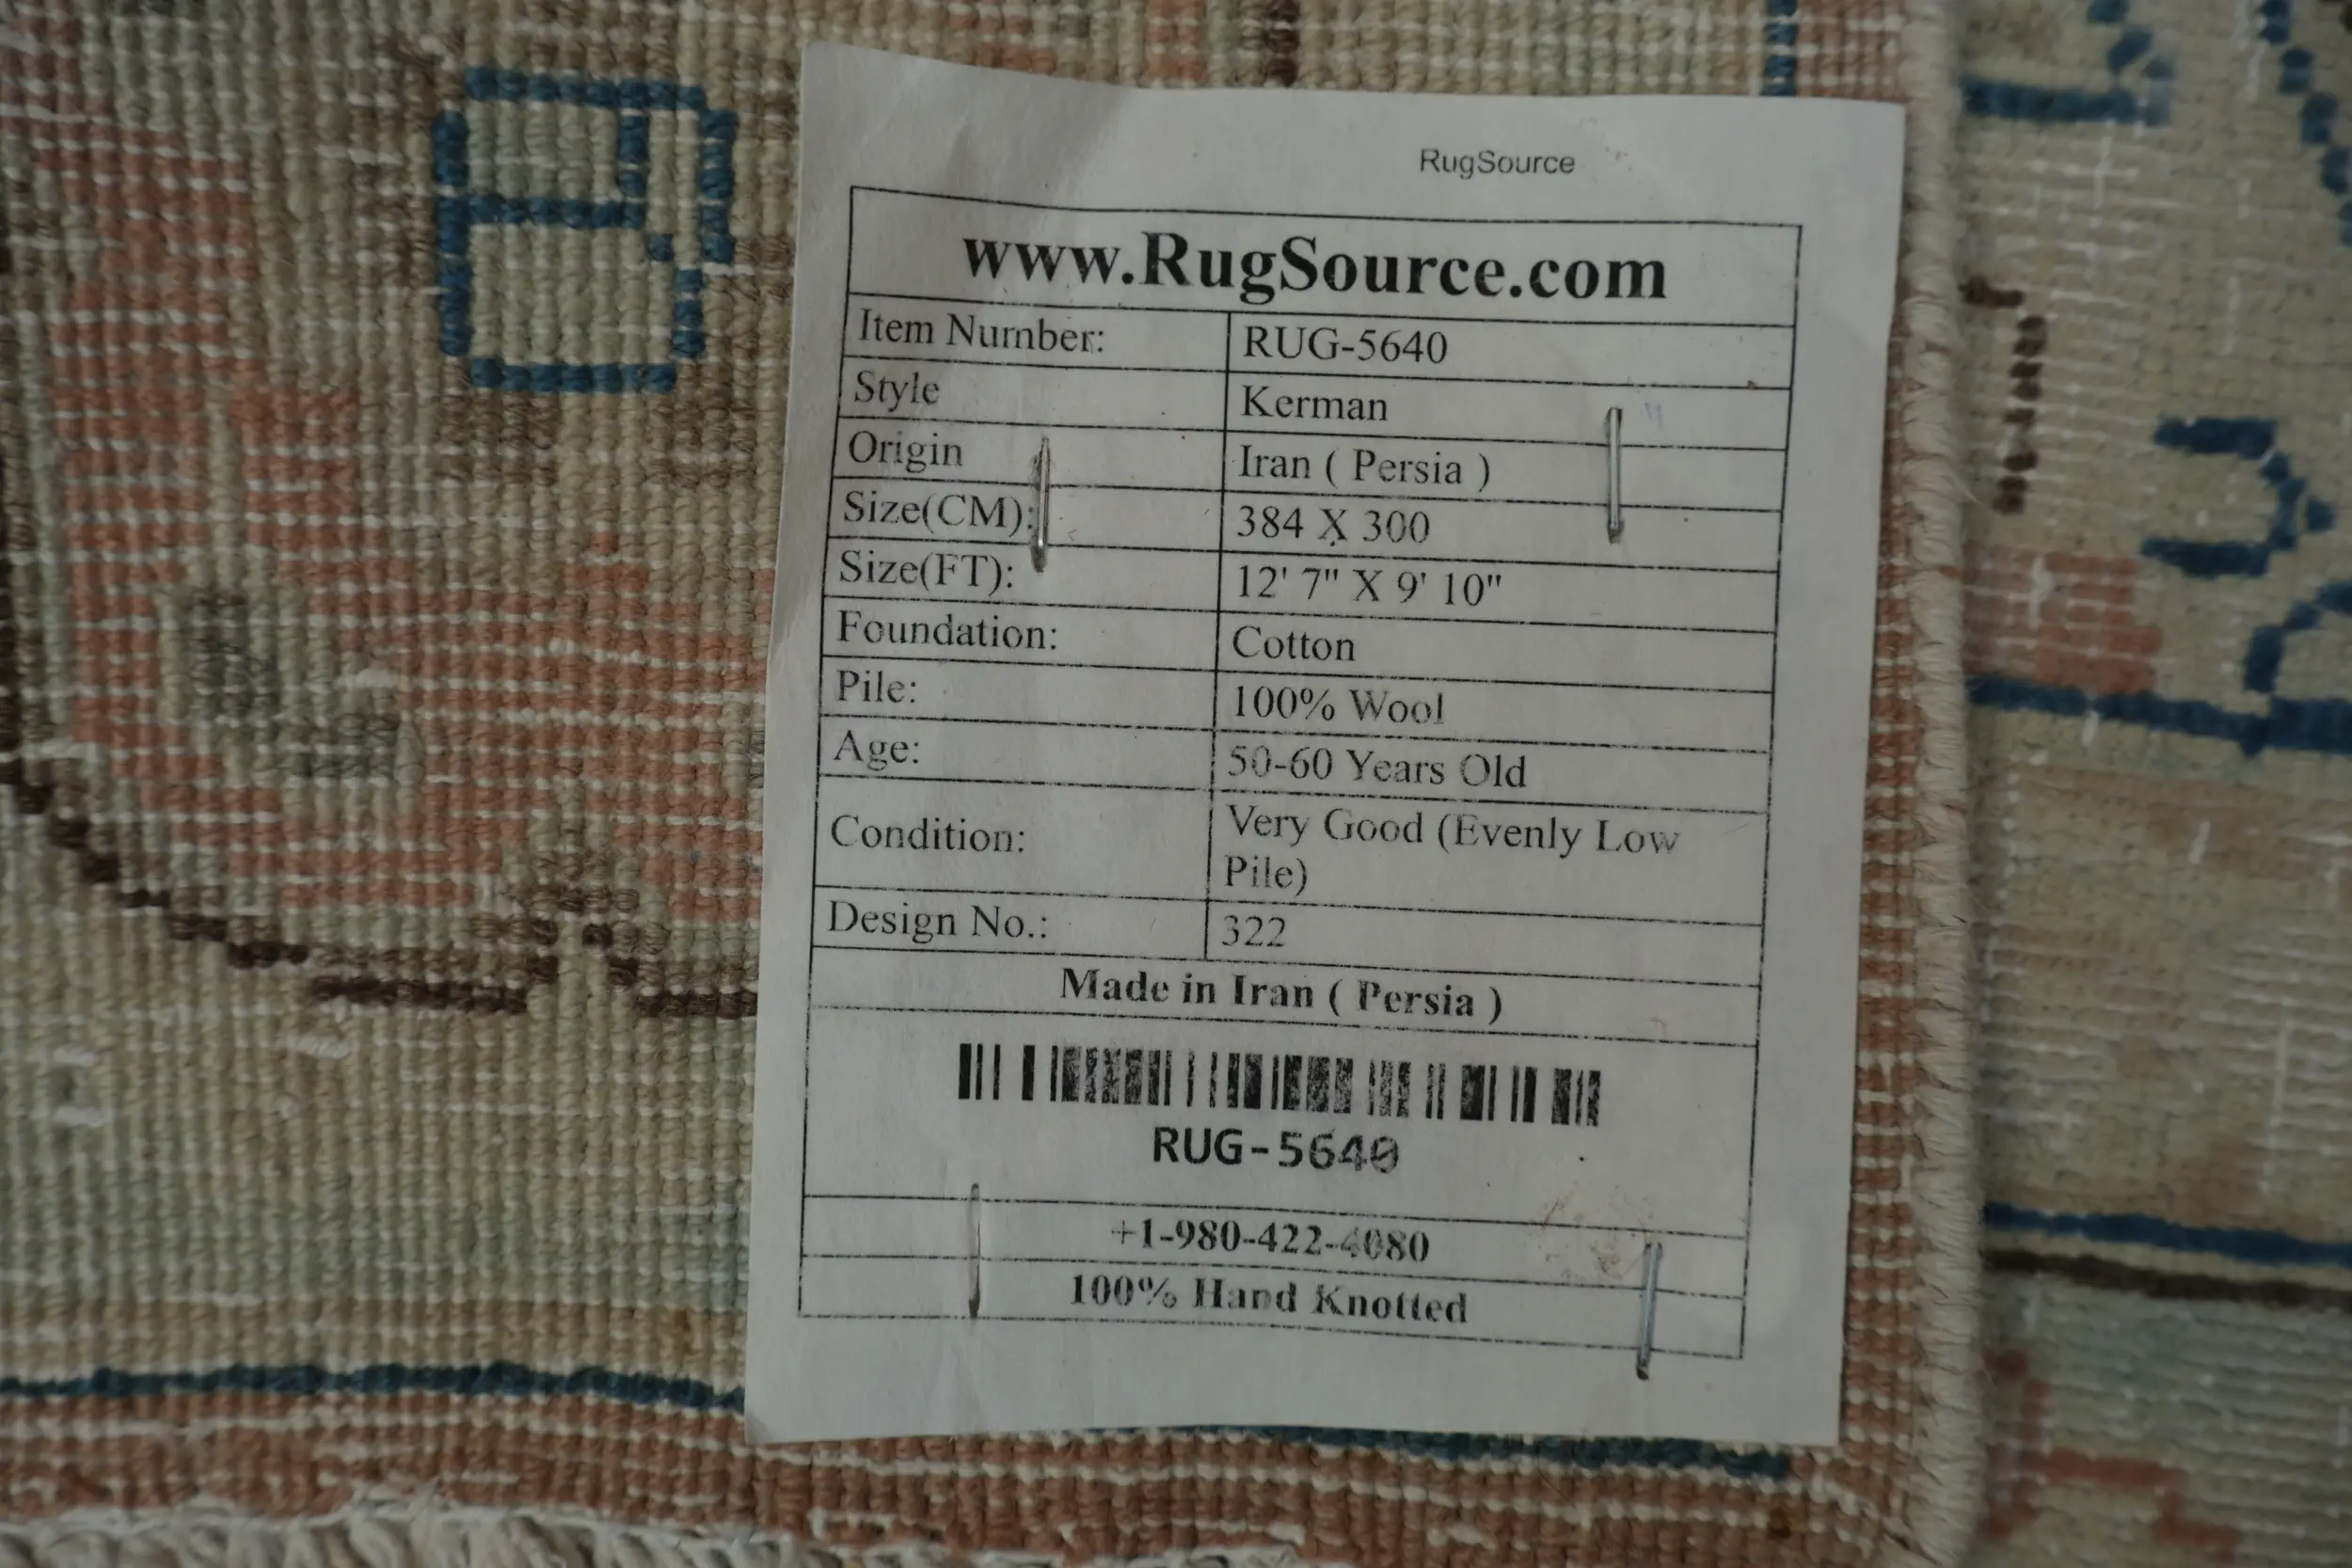 RugSource
www.RugSource.com
Item Number: RUG-5640
Style Kerman
Origin Iran ( Persia )
Size(CM): 384 X 300
Size(FT): 12' 7" X 9' 10"
Foundation: Cotton
Pile: 100% Wool
Age: 50-60 Years Old
Condition: Very Good (Evenly Low
Pile)
Design No.: 322
Made in Iran ( Persia )
RUG-5640
+1-980-422-4080
100% Hand Knotted